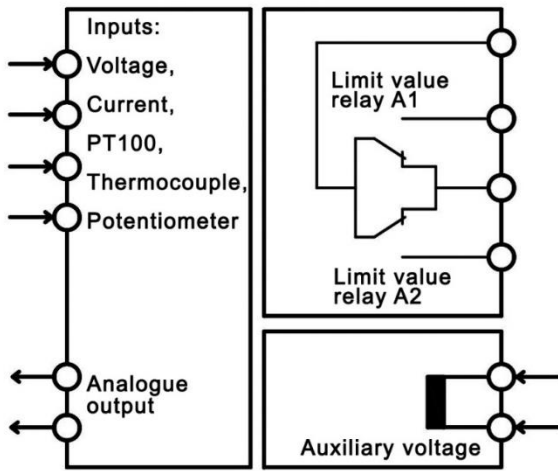 Inputs:
Voltage,
Current,
PT100,
Thermocouple,
Potentiometer
Analogue
output
Limit value
relay A1
Limit value
relay A2
Auxiliary voltage